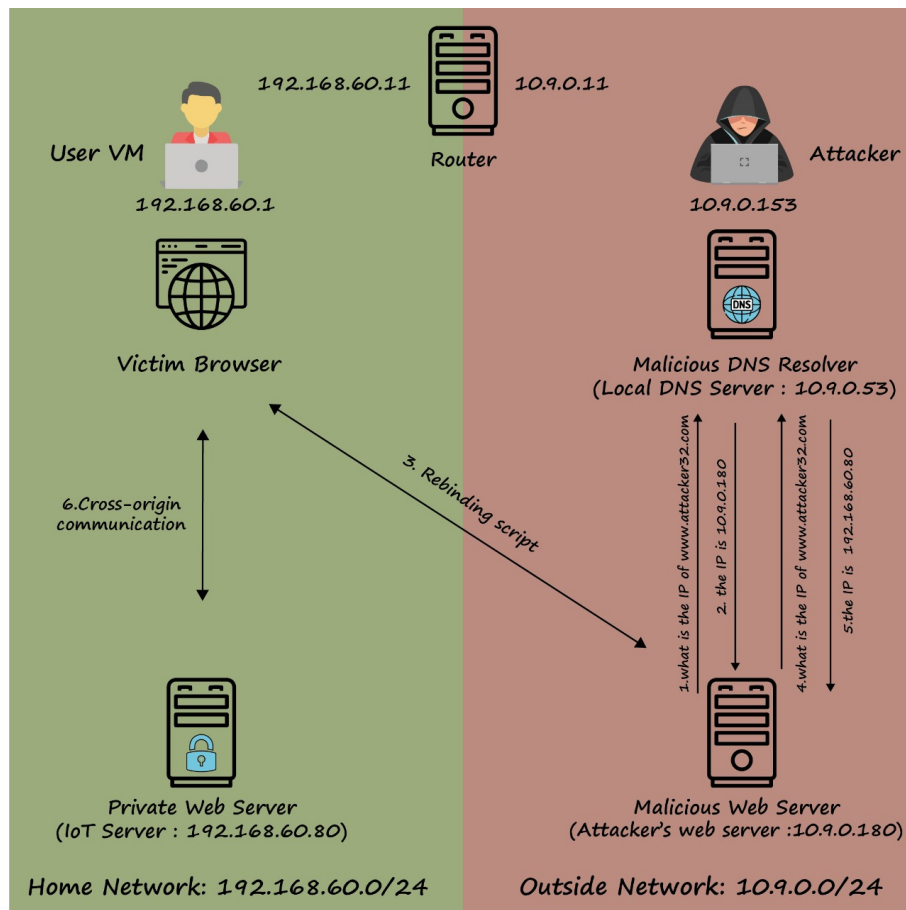 192.168.60.11
10.9.0.11
Router
User VM
192.168.60.1
Attacker
10.9.0.153
Victim Browser
DNS
Malicious DNS Resolver
(Local DNS Server : 10.9.0.53)
3. Rebinding script
6.Cross-origin
communication
1.what is the IP of www.attacker32.com
2. the IP is 10.9.0.180
4.what is the IP of www.attacker32.com
5.the IP is 192.168.60.80
Private Web Server
(IoT Server : 192.168.60.80)
Malicious Web Server
(Attacker's web server :10.9.0.180)
Home Network: 192.168.60.0/24
Outside Network: 10.9.0.0/24